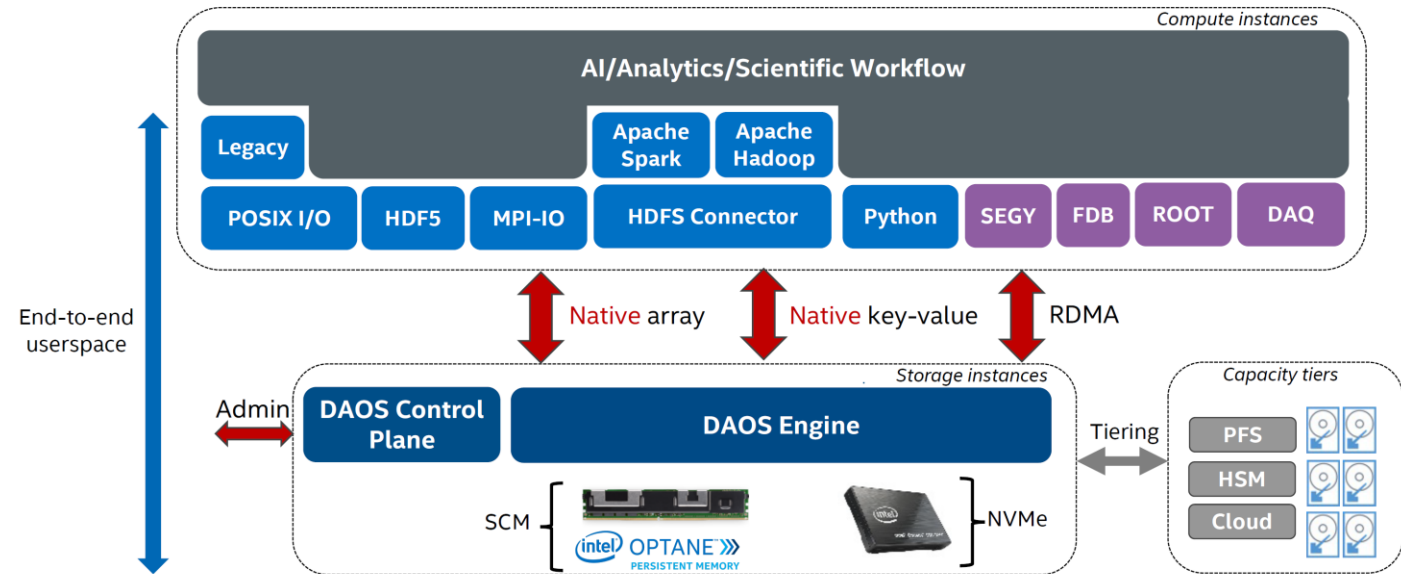 Compute instances
AI/Analytics/Scientific Workflow
Legacy
Apache
Spark
Apache
Hadoop
POSIX I/O
HDF5
MPI-IO
HDFS Connector
Python
SEGY
FDB
ROOT
DAQ
End-to-end
userspace
Native array
Native key-value
RDMA
Storage instances
Capacity tiers
Admin
DAOS Control
Plane
DAOS Engine
Tiering
PFS
HSM
Cloud
SCM
intel OPTANE™
PERSISTENT MEMORY
intel
NVMe